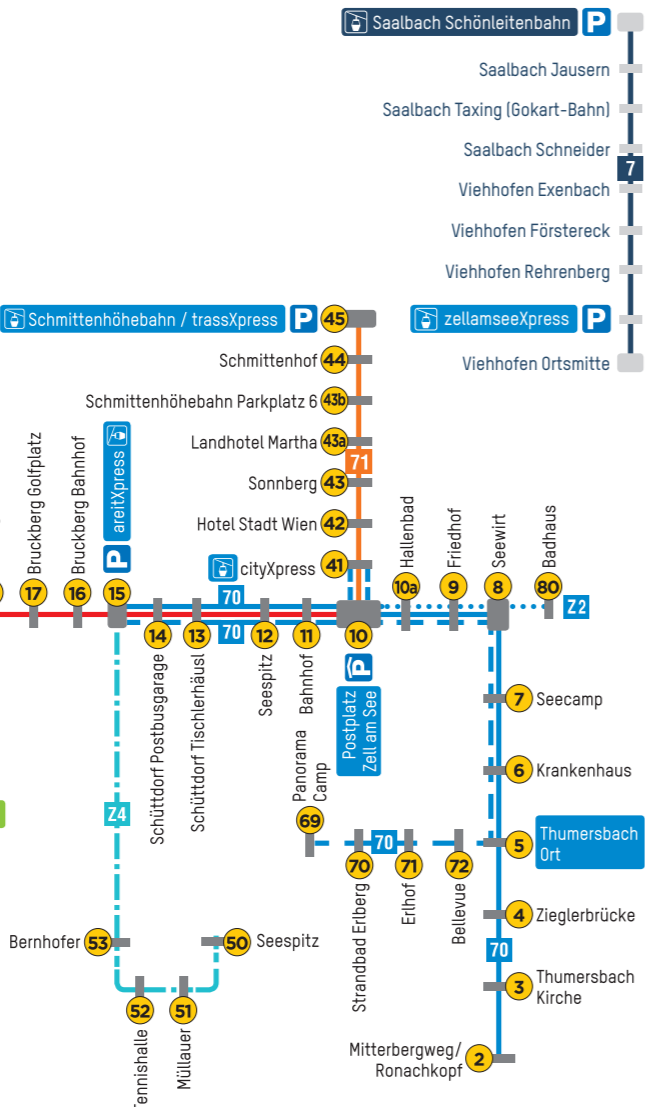 Saalbach Schönleitenbahn P
Saalbach Jausern
Saalbach Taxing (Gokart-Bahn)
Saalbach Schneider
7
Viehhofen Exenbach
Viehhofen Förstereck
Viehhofen Rehrenberg
zellamseeXpress P
Viehhofen Ortsmitte
Schmittenhöhebahn / trassXpress P 45
Schmittenhof 44
Schmittenhöhebahn Parkplatz 6 43b
Landhotel Martha 43a
71
Sonnberg 43
Hotel Stadt Wien 42
cityXpress 41
Bruckberg Golfplatz
17
Bruckberg Bahnhof
16
areitXpress
P
15
70
70
14
Schüttdorf Postbusgarage
13
Schüttdorf Tischlerhäusl
12
Seespitz
11
Bahnhof
10
P
Postplatz
Zell am See
Hallenbad
10a
Friedhof
9
Seewirt
8
Badhaus
80
Z2
7 Seecamp
6 Krankenhaus
5 Thumersbach
Ort
4 Zieglerbrücke
70
3 Thumersbach
Kirche
Mitterbergweg/
Ronachkopf 2
Panorama
Camp
69
70
70
Strandbad Erlberg
71
Erlhof
72
Bellevue
Z4
Bernhofer 53
50 Seespitz
52
51
Müllauer